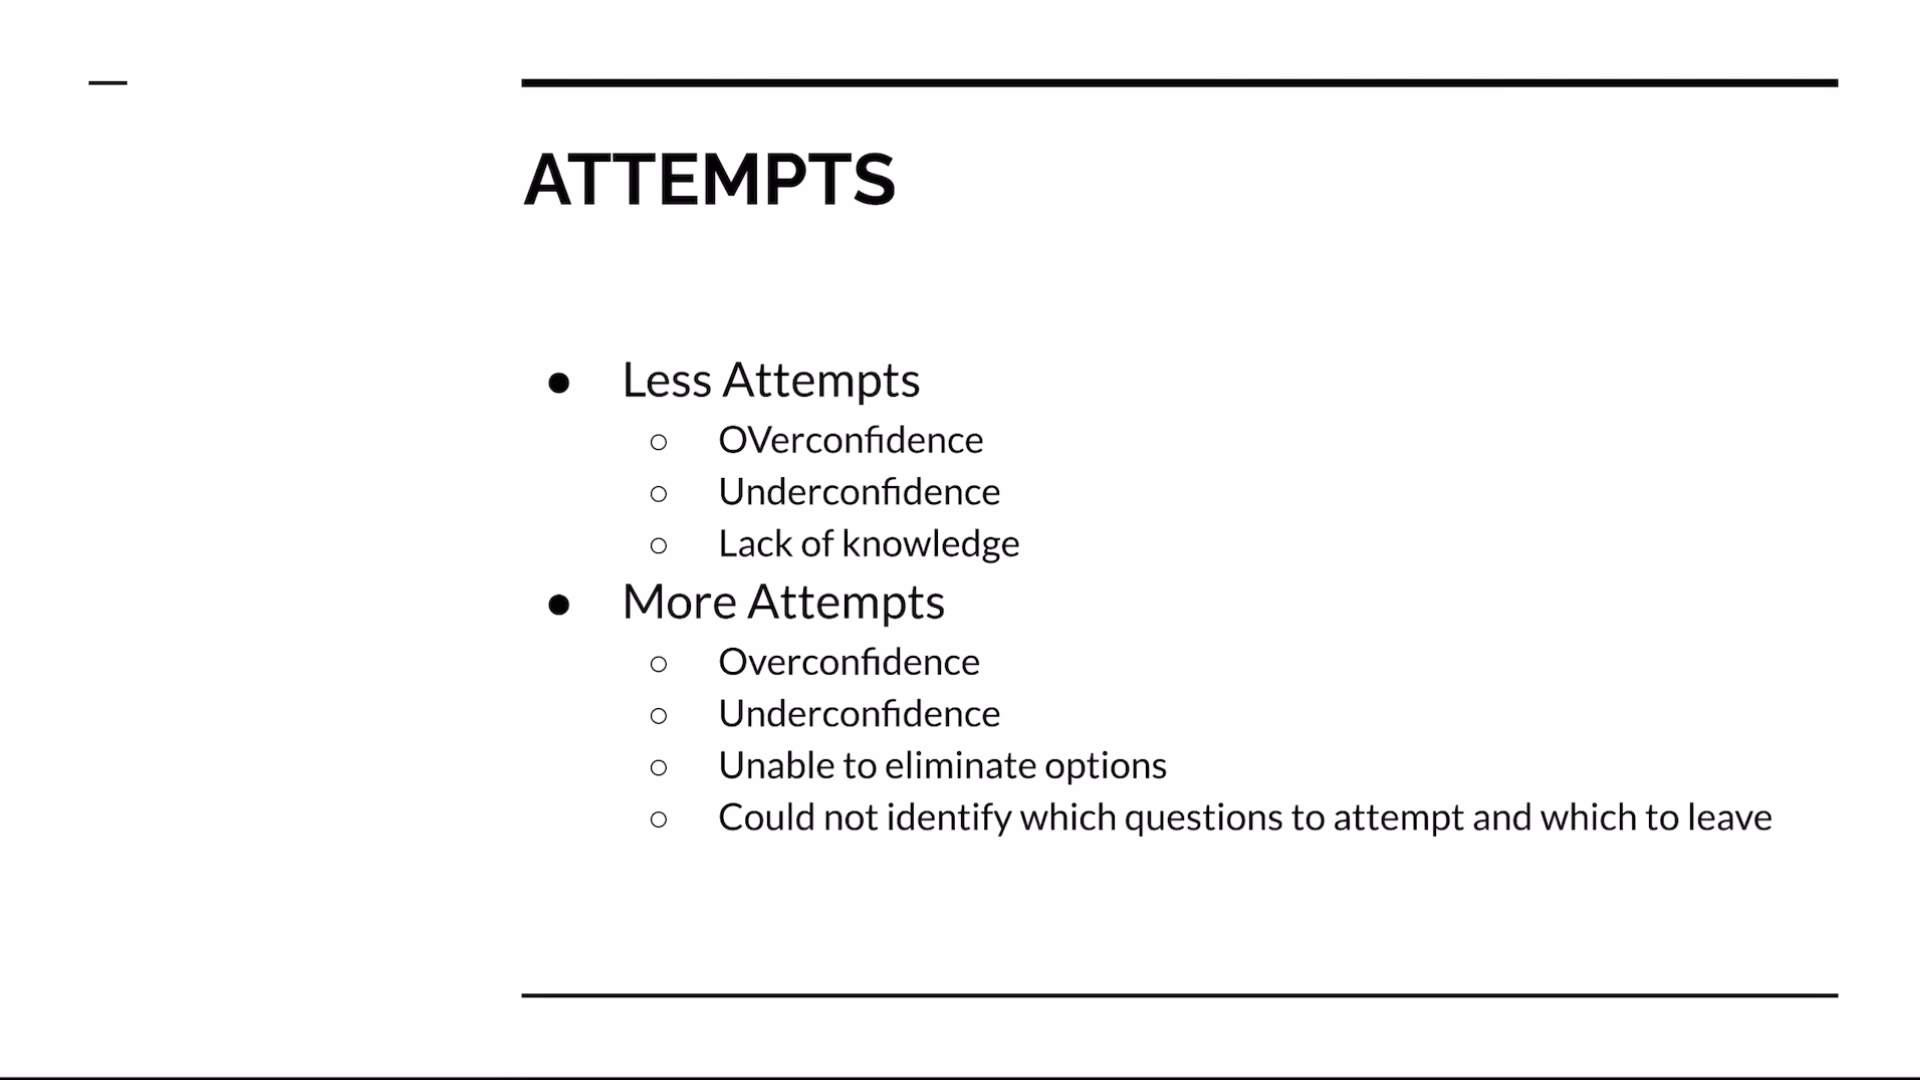 ATTEMPTS
● Less Attempts
○ OVerconfidence
○ Underconfidence
○ Lack of knowledge
● More Attempts
○ Overconfidence
○ Underconfidence
○ Unable to eliminate options
○ Could not identify which questions to attempt and which to leave